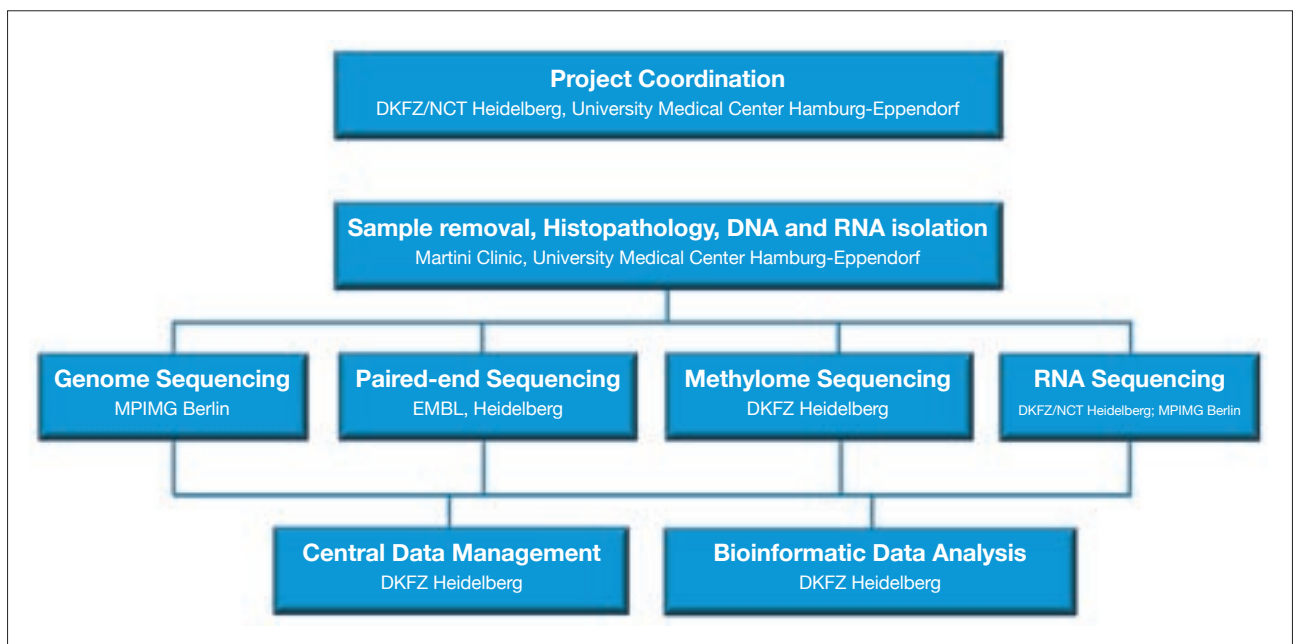 Project Coordination
DKFZ/NCT Heidelberg, University Medical Center Hamburg-Eppendorf
Sample removal, Histopathology, DNA and RNA isolation
Martini Clinic, University Medical Center Hamburg-Eppendorf
Genome Sequencing
MPIMG Berlin
Paired-end Sequencing
EMBL, Heidelberg
Methylome Sequencing
DKFZ Heidelberg
RNA Sequencing
DKFZ/NCT Heidelberg; MPIMG Berlin
Central Data Management
DKFZ Heidelberg
Bioinformatic Data Analysis
DKFZ Heidelberg